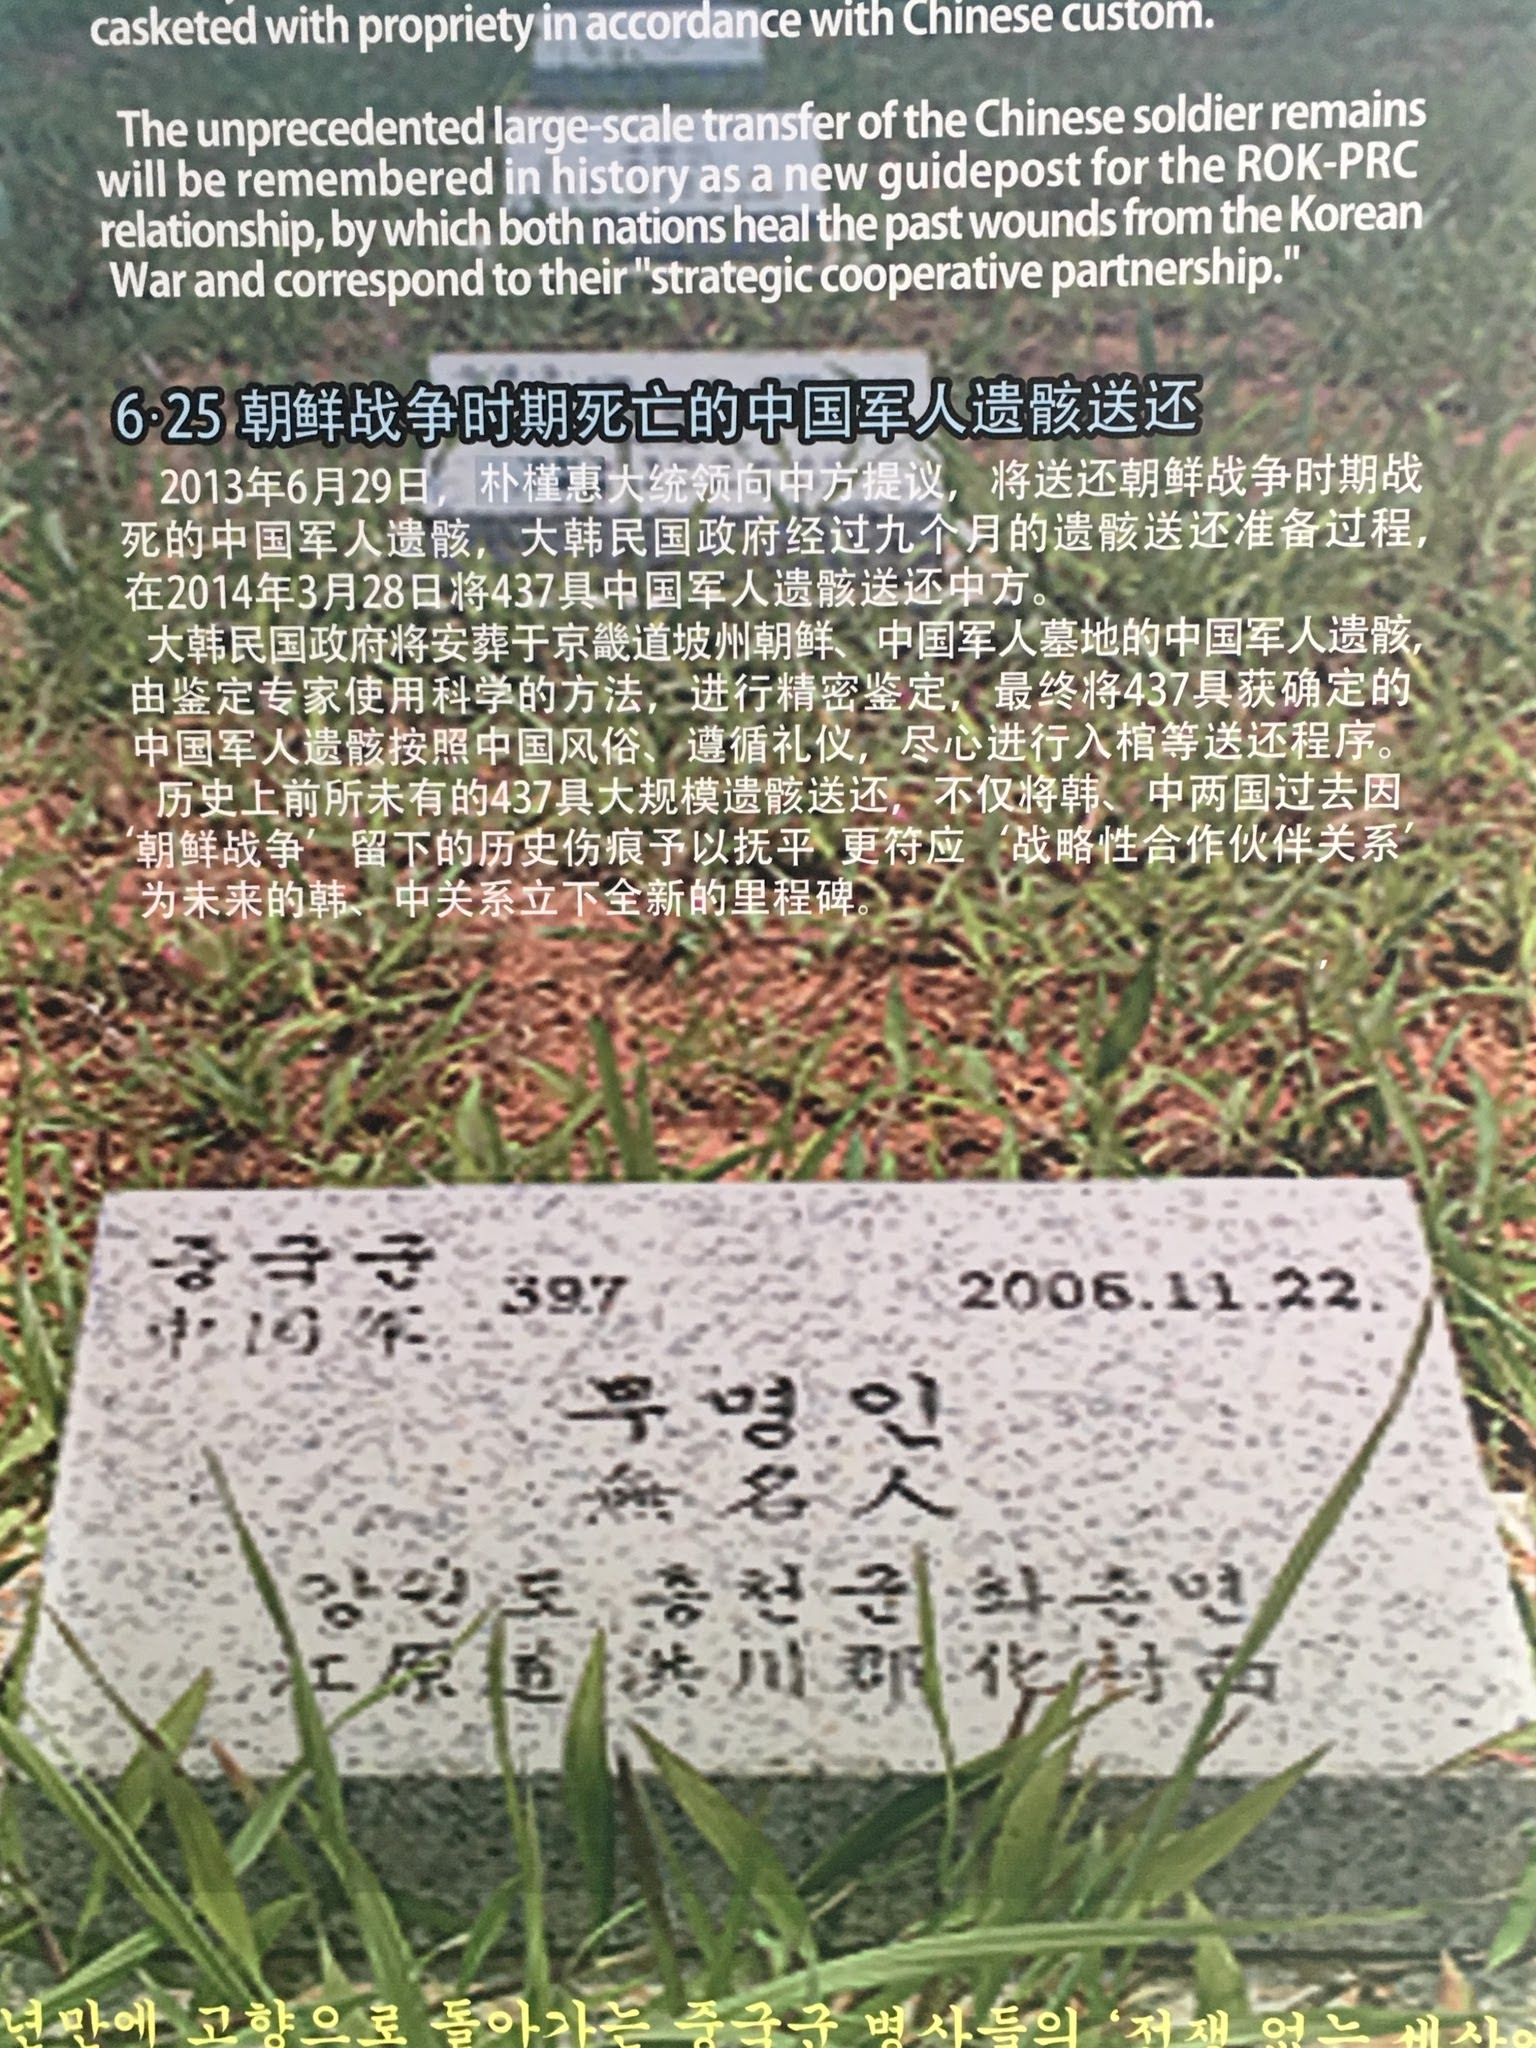 casketed with propriety in accordance with Chinese custom.
The unprecedented large-scale transfer of the Chinese soldier remains
will be remembered in history as a new guidepost for the ROK-PRC
relationship, by which both nations heal the past wounds from the Korean
War and correspond to their "strategic cooperative partnership."
6·25 朝鲜战争时期死亡的中国军人遗骸送还
2013年6月29日，朴槿惠大统领向中方提议，将送还朝鲜战争时期战
死的中国军人遗骸，大韩民国政府经过九个月的遗骸送还准备过程，
在2014年3月28日将437具中国军人遗骸送还中方。
大韩民国政府将安葬于京畿道坡州朝鲜、中国军人墓地的中国军人遗骸，
由鉴定专家使用科学的方法，进行精密鉴定，最终将437具获确定的
中国军人遗骸按照中国风俗、遵循礼仪，尽心进行入棺等送还程序。
历史上前所未有的437具大规模遗骸送还，不仅将韩、中两国过去因
‘朝鲜战争’ 留下的历史伤痕予以抚平 更符应 ‘战略性合作伙伴关系’
为未来的韩、中关系立下全新的里程碑。
중국군 397 2006.11.22.
中国军
무명인
無名人
강원도 홍천군 화촌면
江原道 洪川郡 化村面
년만에 고향으로 돌아가는 중국군 병사들의 ‘전쟁 없는 세상